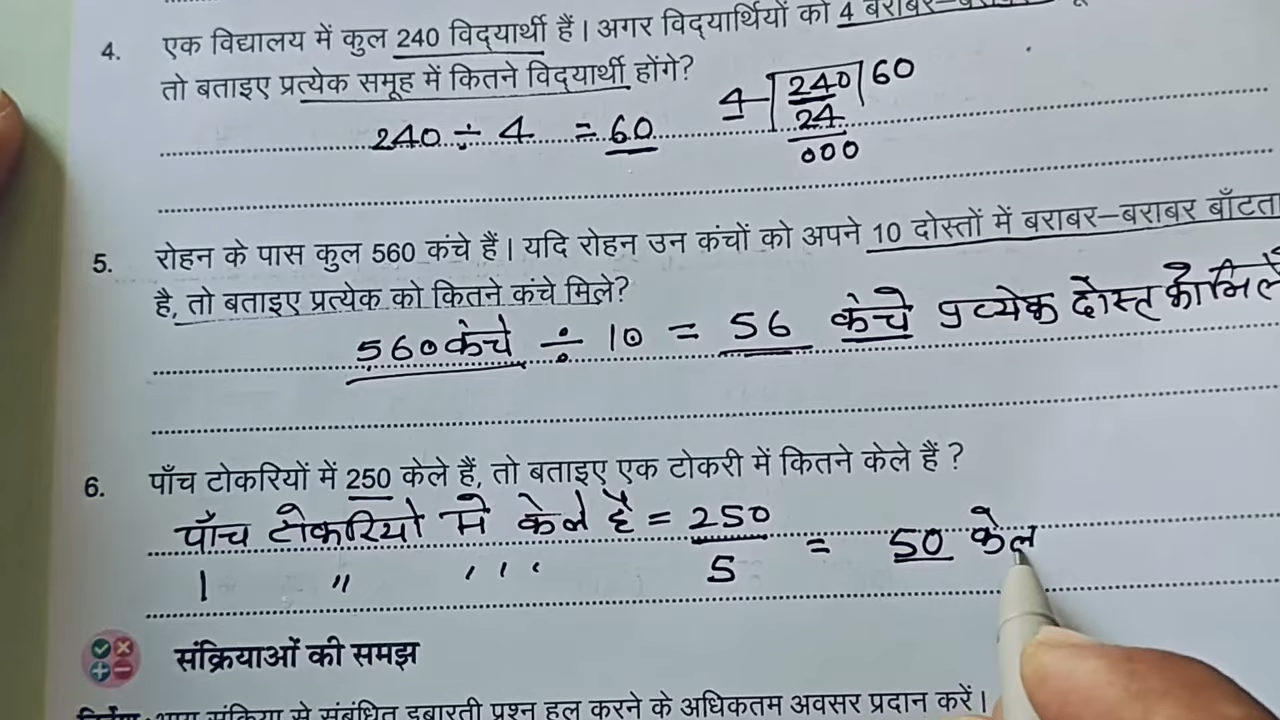 4. एक विद्यालय में कुल 240 विद्यार्थी हैं। अगर विद्यार्थियों को 4 बराबर-
तो बताइए प्रत्येक समूह में कितने विद्यार्थी होंगे?
240 ÷ 4 = 60
4 240 60
24
000
5. रोहन के पास कुल 560 कंचे हैं। यदि रोहन उन कंचों को अपने 10 दोस्तों में बराबर-बराबर बाँटता
है, तो बताइए प्रत्येक को कितने कंचे मिले?
560 कंचे ÷ 10 = 56 कंचे प्रत्येक दोस्त को मिले
6. पाँच टोकरियों में 250 केले हैं, तो बताइए एक टोकरी में कितने केले हैं ?
पाँच टोकरियो मे केले है = 250
1 " ' ' ' 5 = 50 केल
संक्रियाओं की समझ
निर्देश: भाग संक्रिया से संबंधित इबारती प्रश्न हल करने के अधिकतम अवसर प्रदान करें।